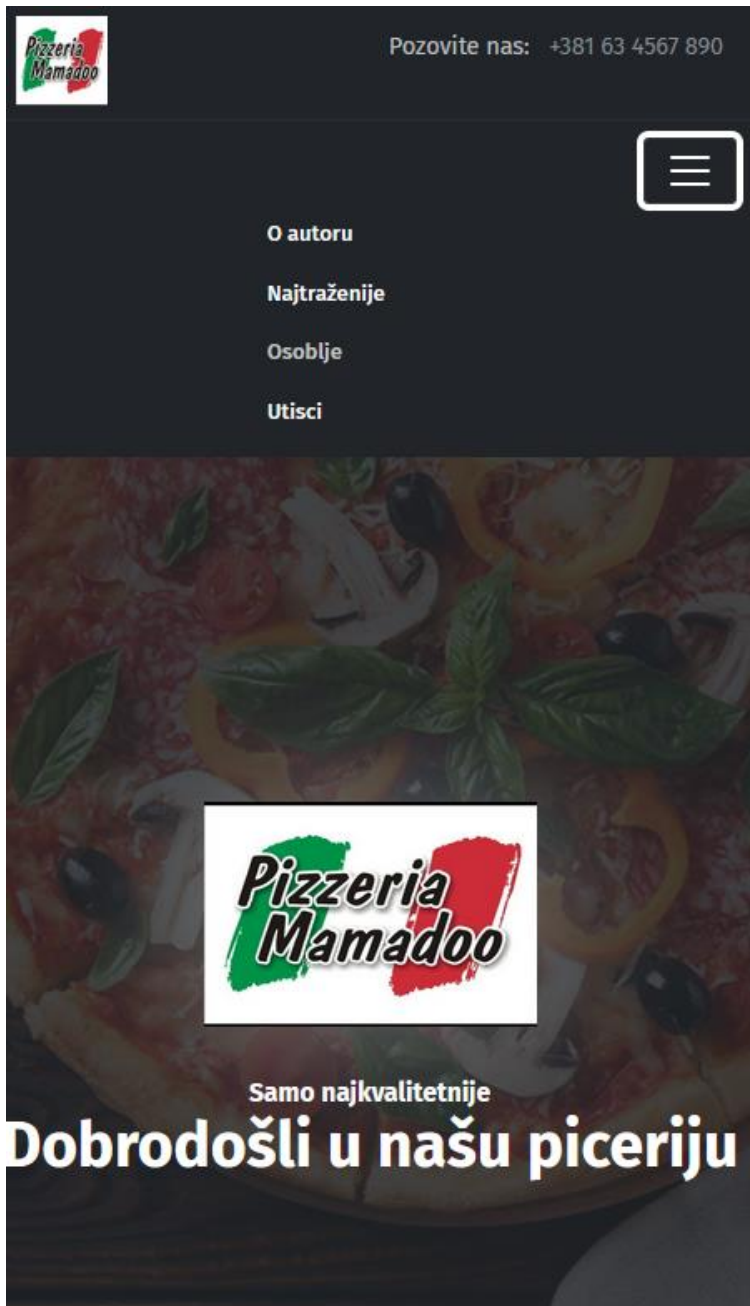 Pizzeria
Mamadoo
Pozovite nas: +381 63 4567 890
O autoru
Najtraženije
Osoblje
Utisci
Pizzeria
Mamadoo
Samo najkvalitetnije
Dobrodošli u našu piceriju